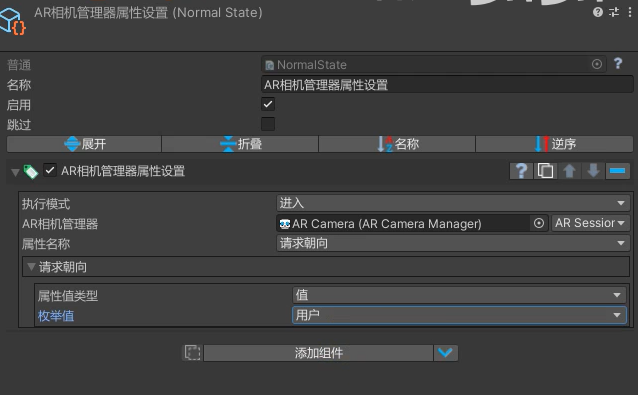 AR相机管理器属性设置 (Normal State)
普通 NormalState
名称 AR相机管理器属性设置
启用
跳过
展开 折叠 名称 逆序
AR相机管理器属性设置
执行模式 进入
AR相机管理器 AR Camera (AR Camera Manager) AR Session
属性名称 请求朝向
请求朝向
属性值类型 值
枚举值 用户
添加组件